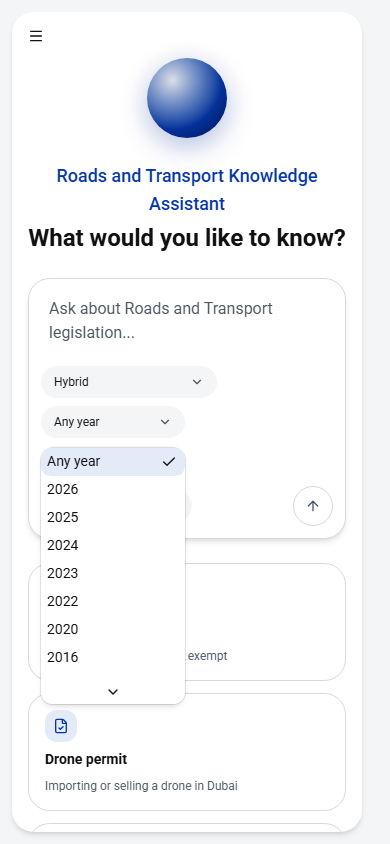 Roads and Transport Knowledge
Assistant
What would you like to know?
Ask about Roads and Transport
legislation...
Hybrid
Any year
Any year
2026
2025
2024
2023
2022
2020
2016
exempt
Drone permit
Importing or selling a drone in Dubai